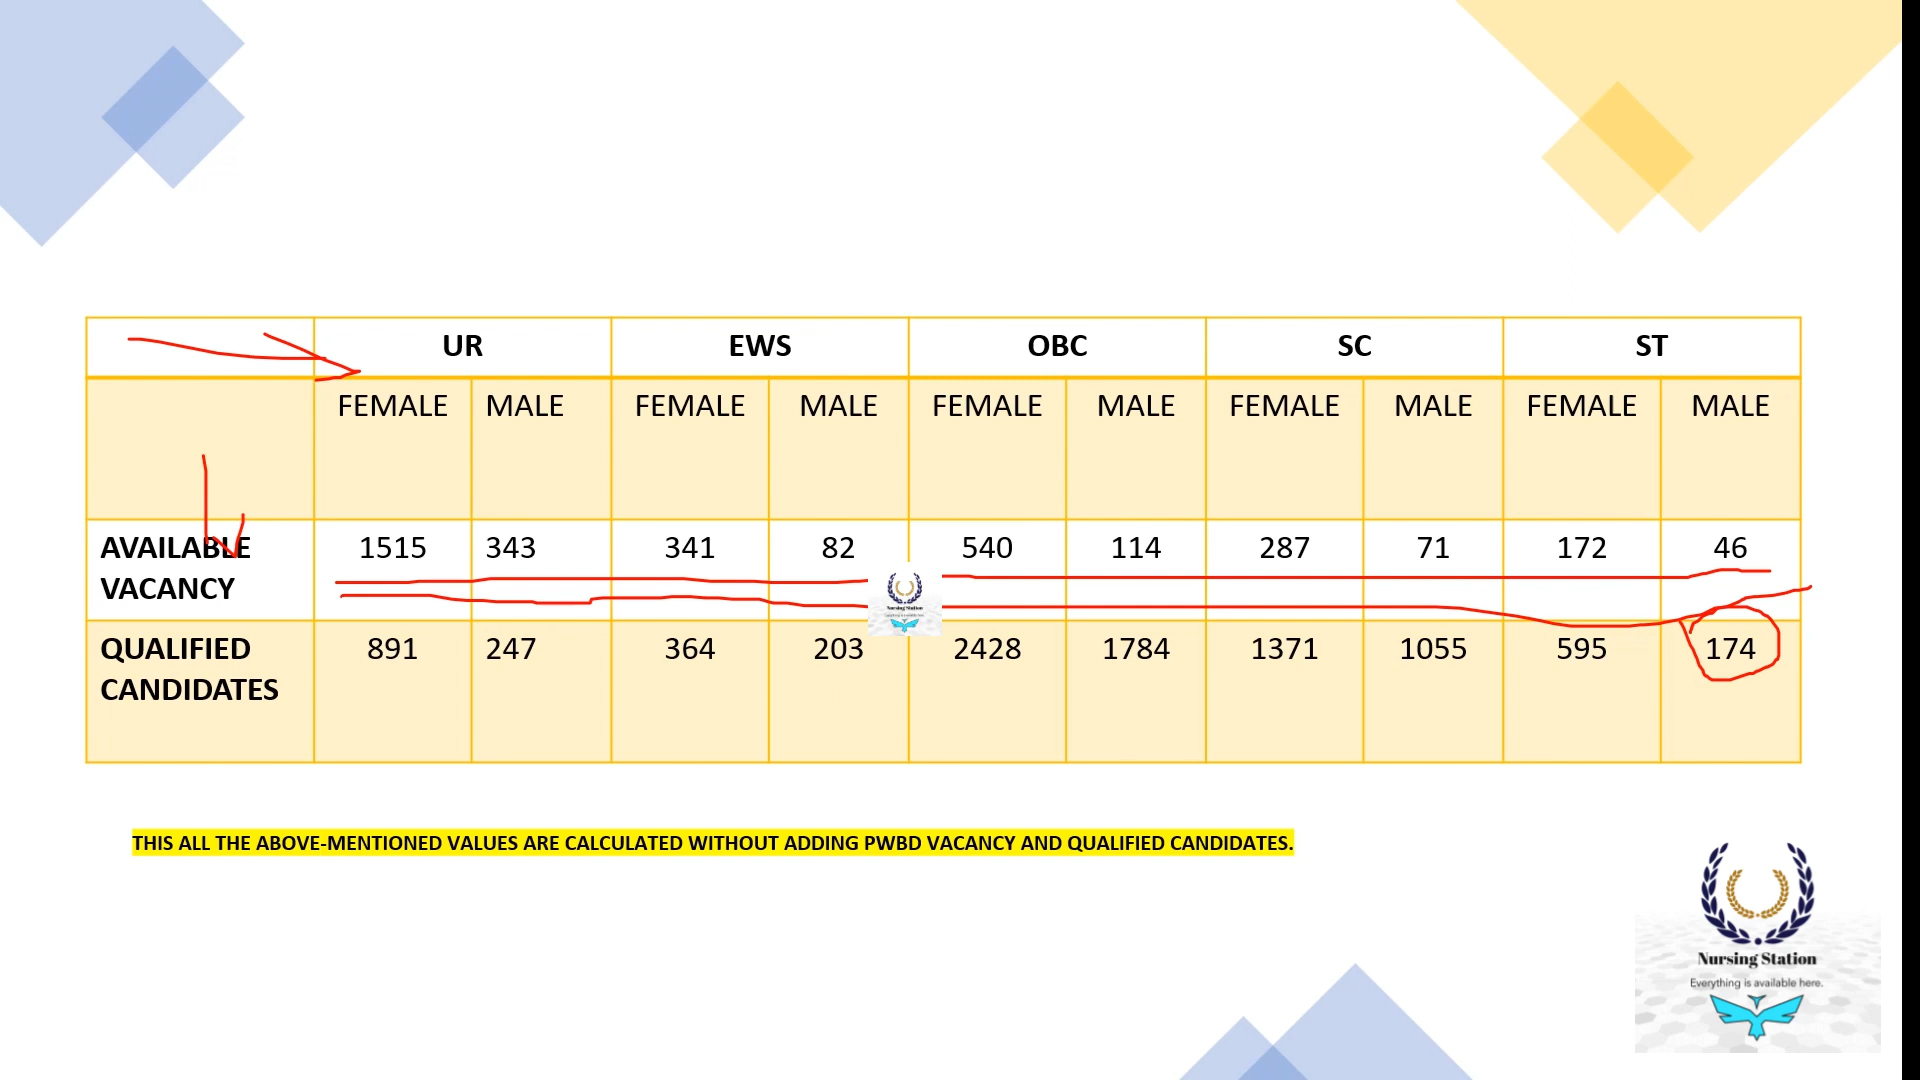 UR EWS OBC SC ST
FEMALE MALE FEMALE MALE FEMALE MALE FEMALE MALE FEMALE MALE
AVAILABLE 1515 343 341 82 540 114 287 71 172 46
VACANCY
Nursing Station
QUALIFIED 891 247 364 203 2428 1784 1371 1055 595 174
CANDIDATES
THIS ALL THE ABOVE-MENTIONED VALUES ARE CALCULATED WITHOUT ADDING PWBD VACANCY AND QUALIFIED CANDIDATES.
Nursing Station
Everything is available here.